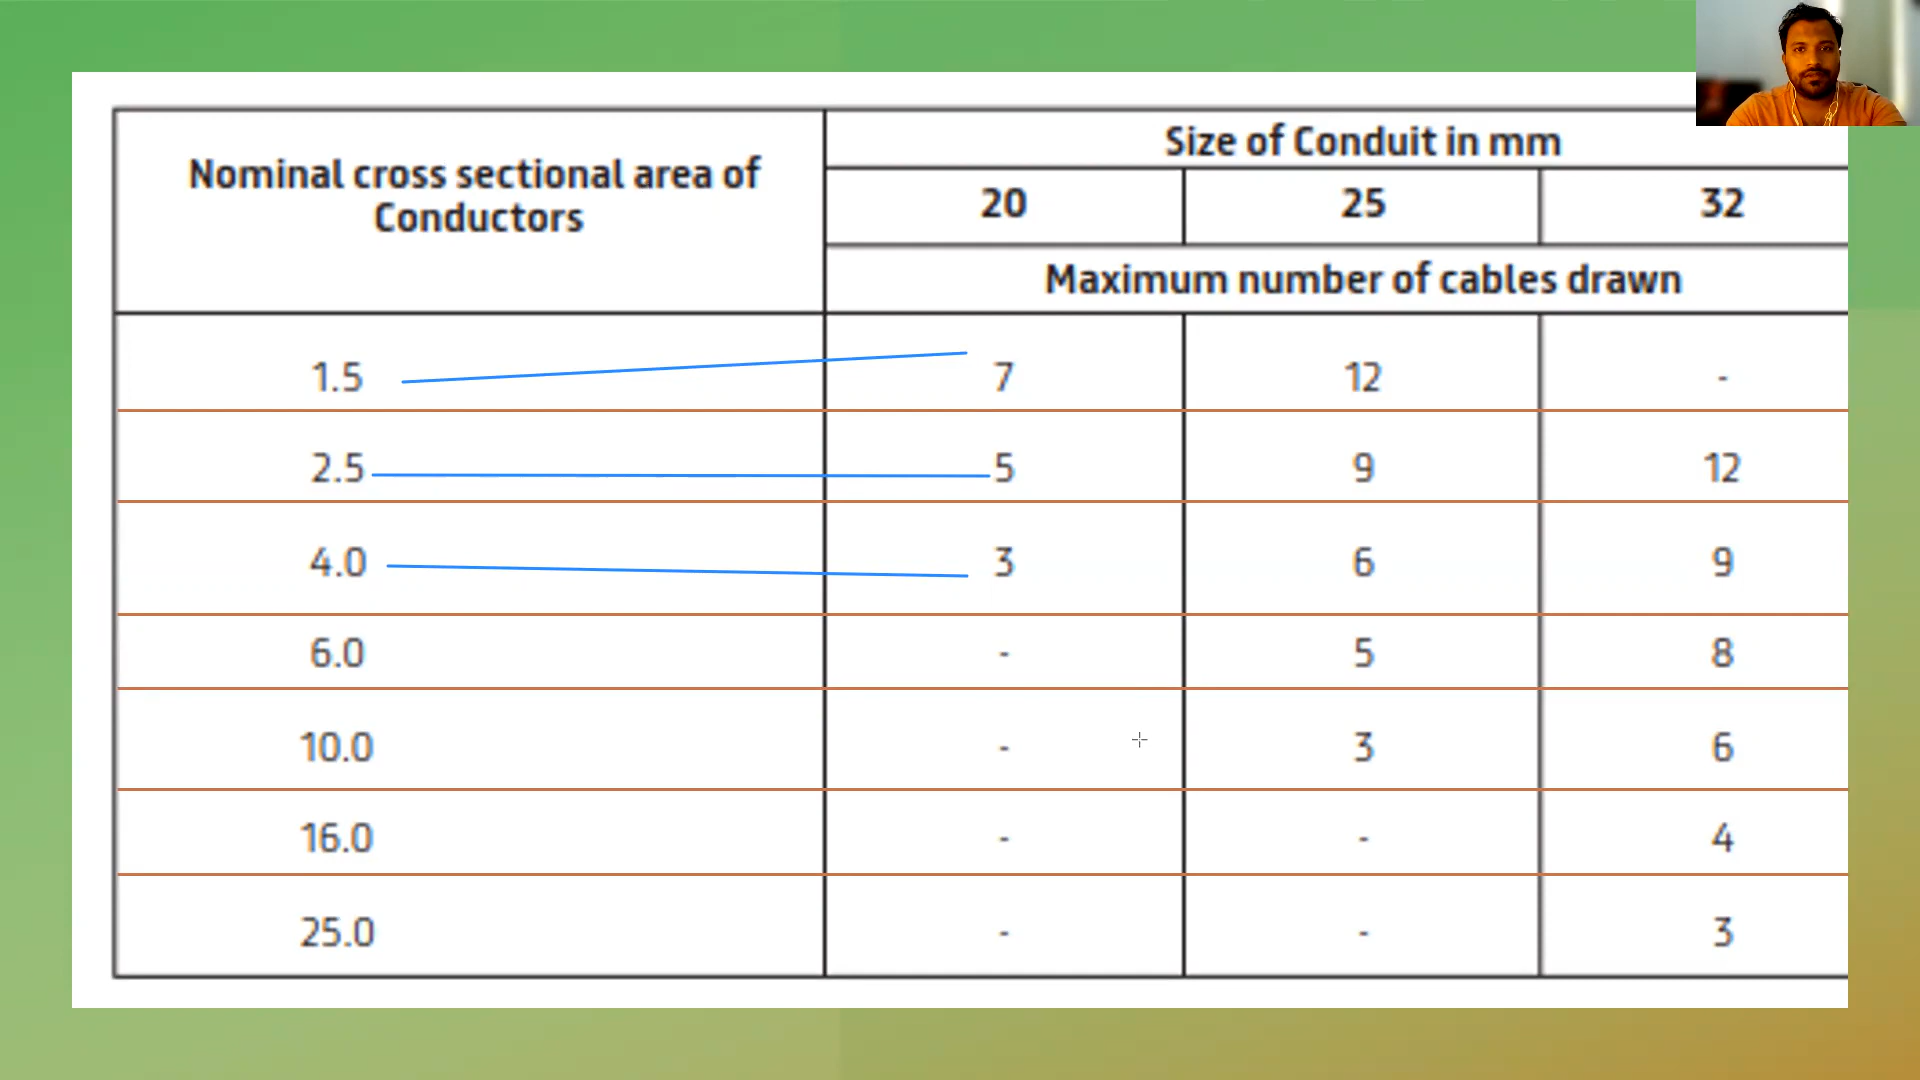 Nominal cross sectional area of
Conductors
Size of Conduit in mm
20 25 32
Maximum number of cables drawn
1.5 7 12 -
2.5 5 9 12
4.0 3 6 9
6.0 - 5 8
10.0 - 3 6
16.0 - - 4
25.0 - - 3